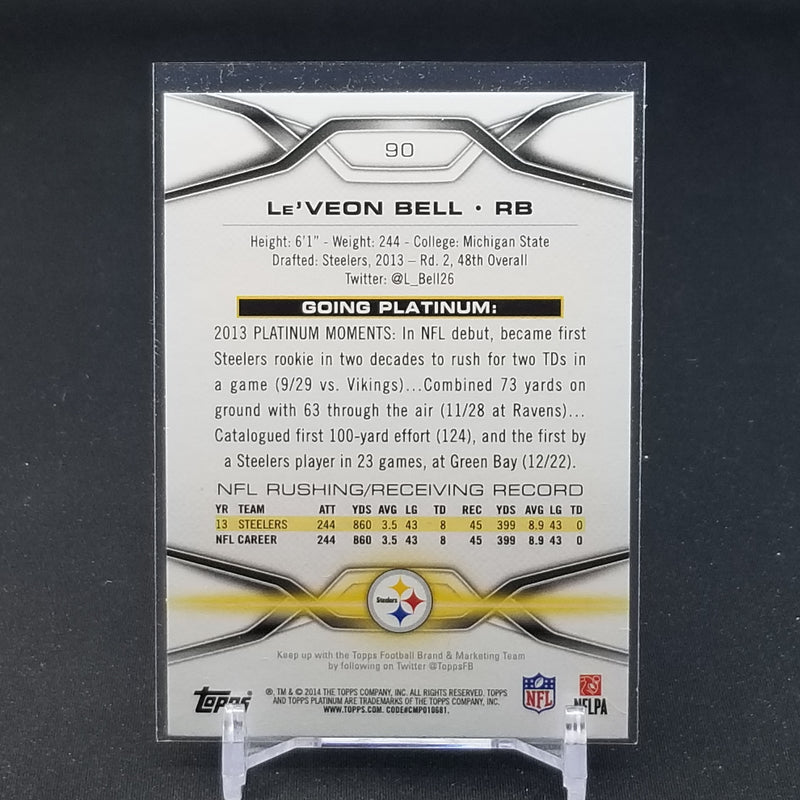 90
LE'VEON BELL • RB
Height: 6'1" - Weight: 244 - College: Michigan State
Drafted: Steelers, 2013 – Rd. 2, 48th Overall
Twitter: @L_Bell26
GOING PLATINUM:
2013 PLATINUM MOMENTS: In NFL debut, became first
Steelers rookie in two decades to rush for two TDs in
a game (9/29 vs. Vikings)...Combined 73 yards on
ground with 63 through the air (11/28 at Ravens)...
Catalogued first 100-yard effort (124), and the first by
a Steelers player in 23 games, at Green Bay (12/22).
NFL RUSHING/RECEIVING RECORD
YR TEAM ATT YDS AVG LG TD REC YDS AVG LG TD
13 STEELERS 244 860 3.5 43 8 45 399 8.9 43 0
NFL CAREER 244 860 3.5 43 8 45 399 8.9 43 0
Steelers
Keep up with the Topps Football Brand & Marketing Team
by following on Twitter @ToppsFB
Topps
®, TM & © 2014 THE TOPPS COMPANY, INC. ALL RIGHTS RESERVED. TOPPS
AND TOPPS PLATINUM ARE TRADEMARKS OF THE TOPPS COMPANY, INC.
WWW.TOPPS.COM. CODE#CMP010681.
NFL
NFLPA